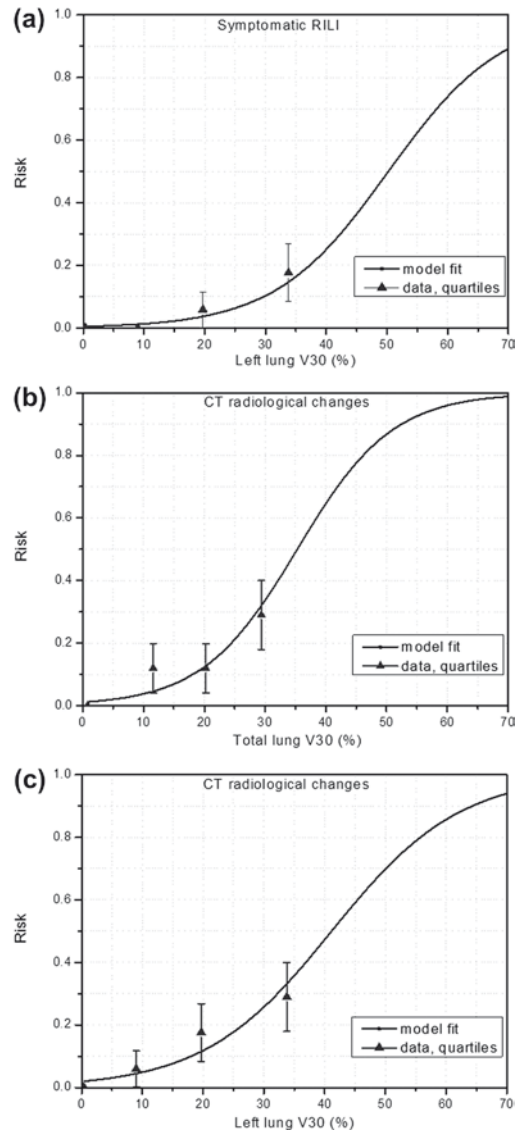 (a)
Symptomatic RILI
1.0
0.8
0.6
0.4
0.2
0.0
Risk
model fit
data, quartiles
0 10 20 30 40 50 60 70
Left lung V30 (%)
(b)
CT radiological changes
1.0
0.8
0.6
0.4
0.2
0.0
Risk
model fit
data, quartiles
0 10 20 30 40 50 60 70
Total lung V30 (%)
(c)
CT radiological changes
1.0
0.8
0.6
0.4
0.2
0.0
Risk
model fit
data, quartiles
0 10 20 30 40 50 60 70
Left lung V30 (%)